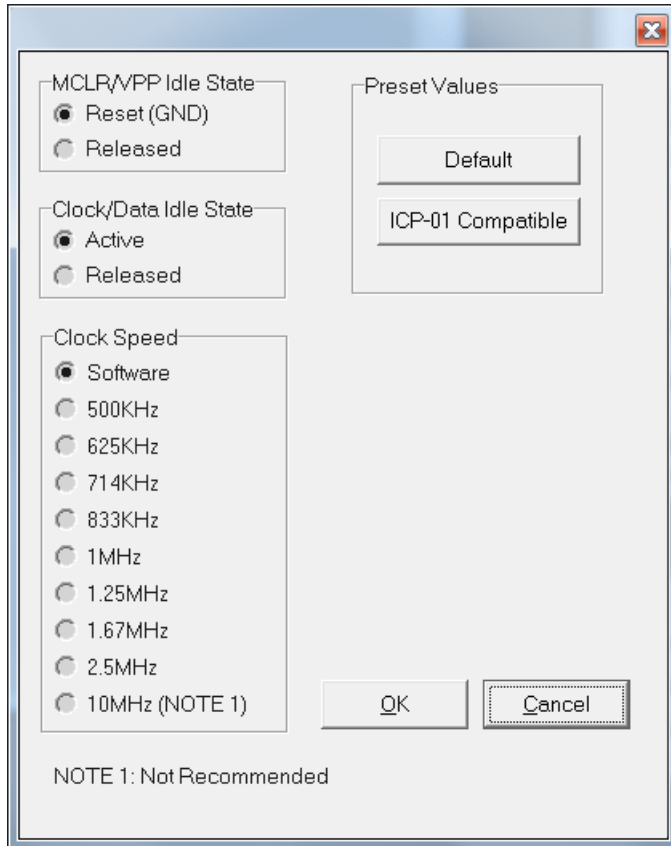 MCLR/VPP Idle State
Reset (GND)
Released
Clock/Data Idle State
Active
Released
Clock Speed
Software
500KHz
625KHz
714KHz
833KHz
1MHz
1.25MHz
1.67MHz
2.5MHz
10MHz (NOTE 1)
Preset Values
Default
ICP-01 Compatible
OK
Cancel
NOTE 1: Not Recommended